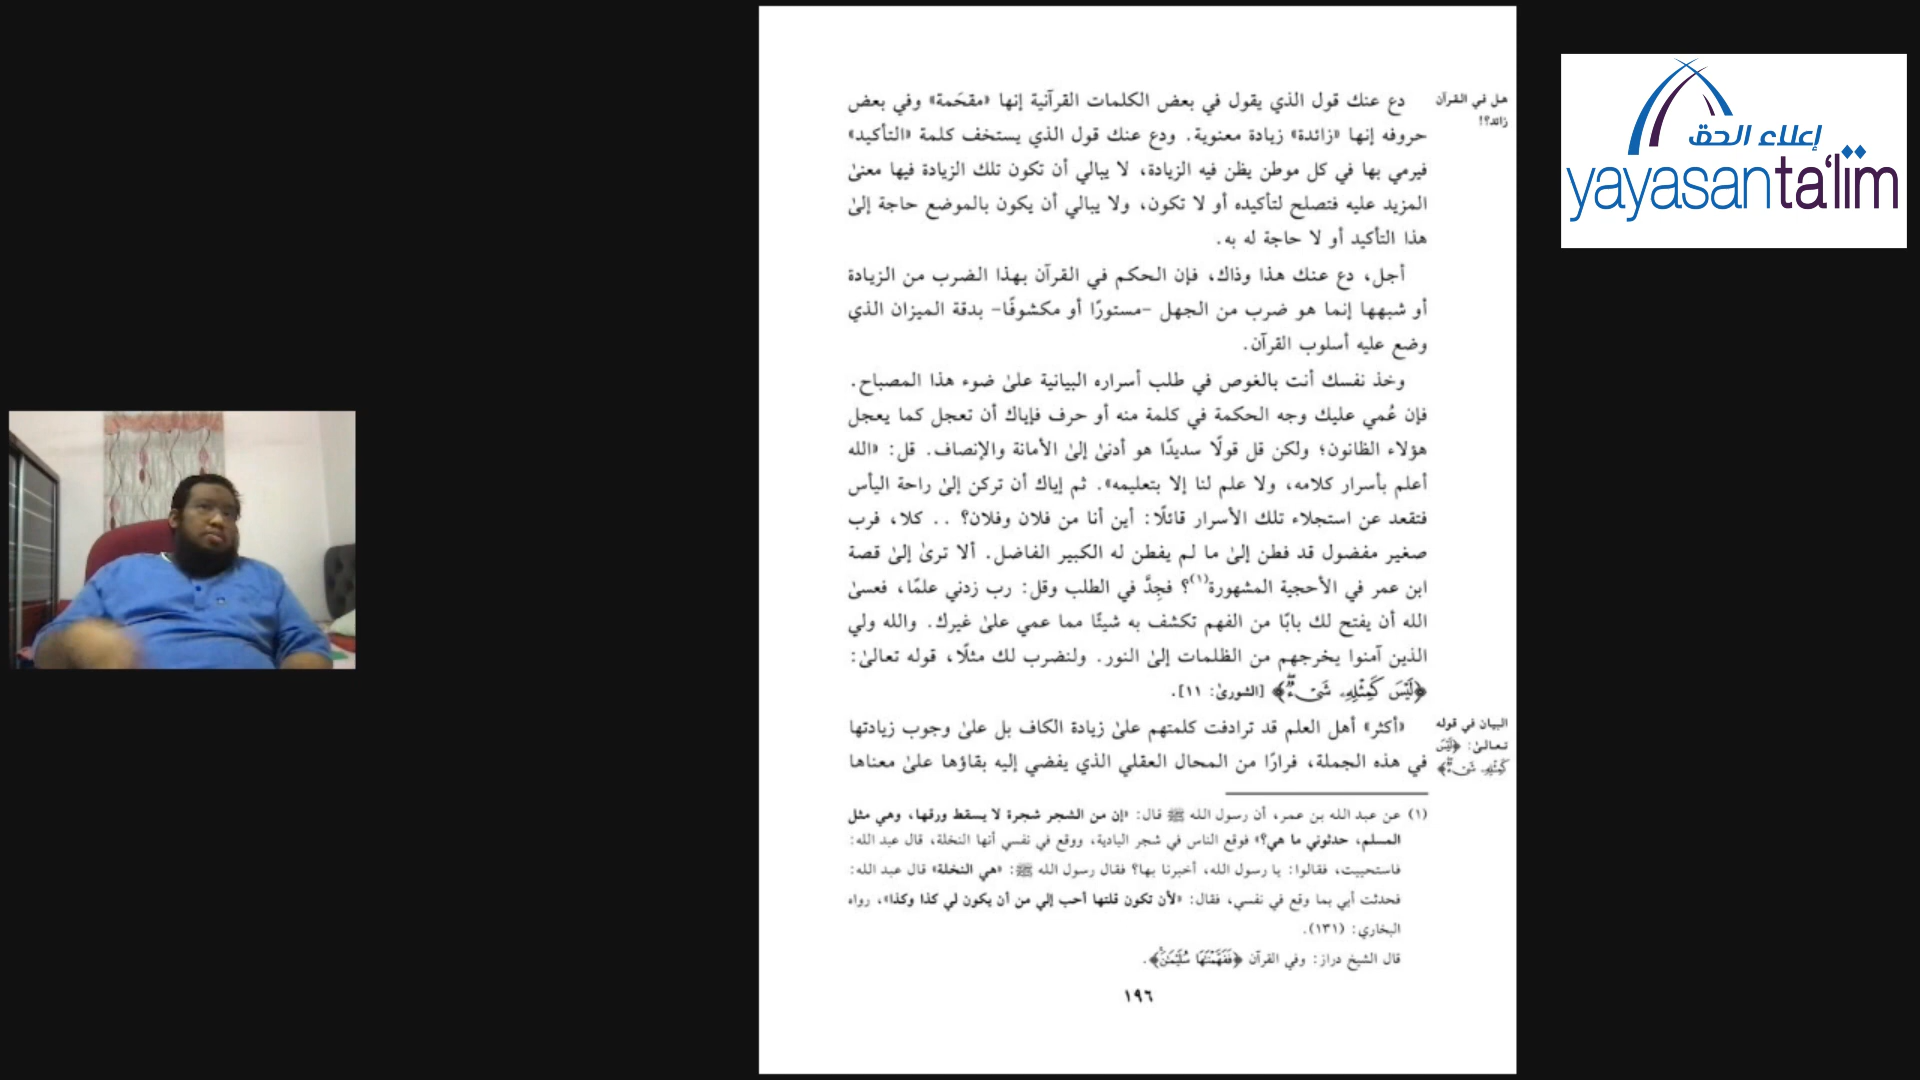 هل في القرآن
زائد؟!
دع عنك قول الذي يقول في بعض الكلمات القرآنية إنها «مقحَمة» وفي بعض
حروفه إنها «زائدة» زيادة معنوية. ودع عنك قول الذي يستخف كلمة «التأكيد»
فيرمي بها في كل موطن يظن فيه الزيادة، لا يبالي أن تكون تلك الزيادة فيها معنىٰ
المزيد عليه فتصلح لتأكيده أو لا تكون، ولا يبالي أن يكون بالموضع حاجة إلىٰ
هذا التأكيد أو لا حاجة له به.
أجل، دع عنك هذا وذاك، فإن الحكم في القرآن بهذا الضرب من الزيادة
أو شبهها إنما هو ضرب من الجهل -مستورًا أو مكشوفًا- بدقة الميزان الذي
وضع عليه أسلوب القرآن.
وخذ نفسك أنت بالغوص في طلب أسراره البيانية علىٰ ضوء هذا المصباح.
فإن عُمي عليك وجه الحكمة في كلمة منه أو حرف فإياك أن تعجل كما يعجل
هؤلاء الظانون؛ ولكن قل قولًا سديدًا هو أدنىٰ إلىٰ الأمانة والإنصاف. قل: «الله
أعلم بأسرار كلامه، ولا علم لنا إلا بتعليمه». ثم إياك أن تركن إلىٰ راحة اليأس
فتقعد عن استجلاء تلك الأسرار قائلًا: أين أنا من فلان وفلان؟ .. كلا، فرب
صغير مفضول قد فطن إلىٰ ما لم يفطن له الكبير الفاضل. ألا ترىٰ إلىٰ قصة
ابن عمر في الأحجية المشهورة(١)؟ فجِدَّ في الطلب وقل: رب زدني علمًا، فعسىٰ
الله أن يفتح لك بابًا من الفهم تكشف به شيئًا مما عمي علىٰ غيرك. والله ولي
الذين آمنوا يخرجهم من الظلمات إلىٰ النور. ولنضرب لك مثلًا، قوله تعالىٰ:
﴿لَيْسَ كَمِثْلِهِۦ شَىْءٌۖ﴾ [الشورىٰ: ١١].
البيان في قوله
تعالىٰ: ﴿لَيْسَ
كَمِثْلِهِۦ شَىْءٌۖ﴾
«أكثر» أهل العلم قد ترادفت كلمتهم علىٰ زيادة الكاف بل علىٰ وجوب زيادتها
في هذه الجملة، فرارًا من المحال العقلي الذي يفضي إليه بقاؤها علىٰ معناها
(١) عن عبد الله بن عمر، أن رسول الله ﷺ قال: «إن من الشجر شجرة لا يسقط ورقها، وهي مثل
المسلم، حدثوني ما هي؟» فوقع الناس في شجر البادية، ووقع في نفسي أنها النخلة، قال عبد الله:
فاستحييت، فقالوا: يا رسول الله، أخبرنا بها؟ فقال رسول الله ﷺ: «هي النخلة» قال عبد الله:
فحدثت أبي بما وقع في نفسي، فقال: «لأن تكون قلتها أحب إلي من أن يكون لي كذا وكذا»، رواه
البخاري: (١٣١).
قال الشيخ دراز: وفي القرآن ﴿فَفَهَّمْنَٰهَا سُلَيْمَٰنَۚ﴾.
١٩٦
إعلاء الحق
yayasanta'lim